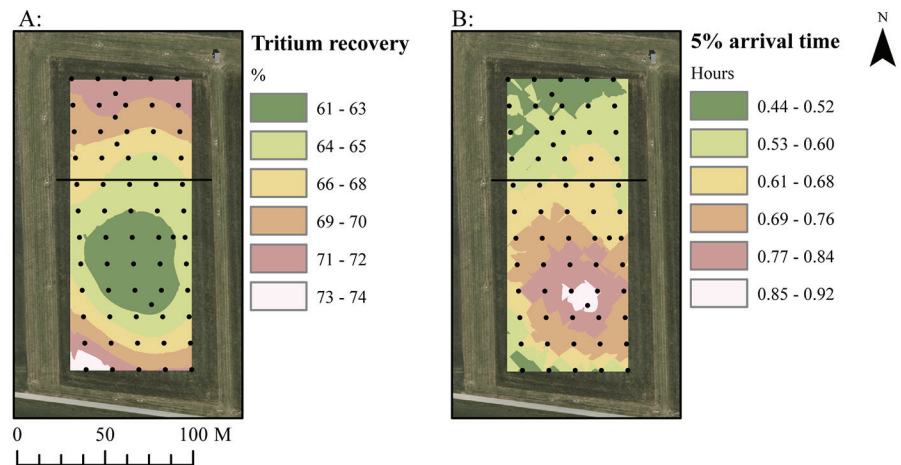 A:
Tritium recovery
%
61 - 63
64 - 65
66 - 68
69 - 70
71 - 72
73 - 74
0 50 100 M
B:
5% arrival time
Hours
0.44 - 0.52
0.53 - 0.60
0.61 - 0.68
0.69 - 0.76
0.77 - 0.84
0.85 - 0.92
N